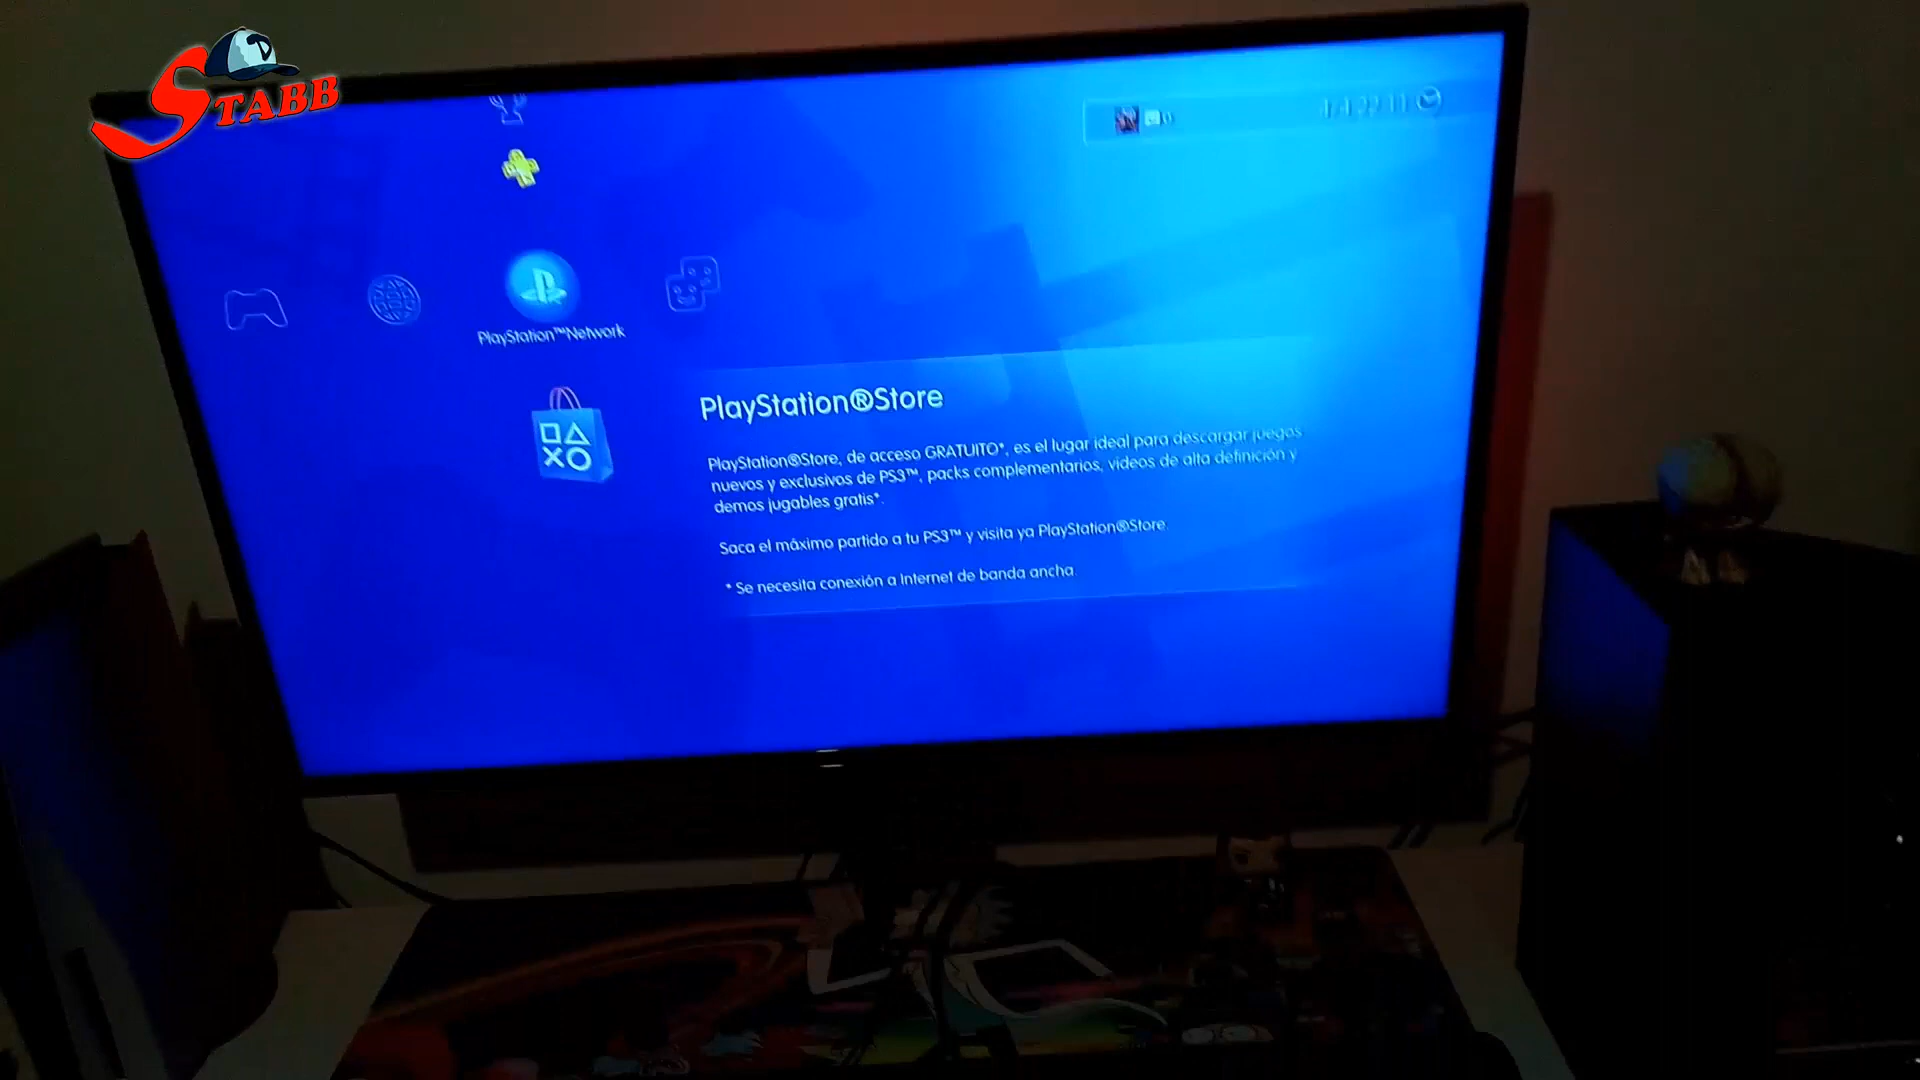 STABB
PlayStation™Network
PlayStation®Store
PlayStation®Store, de acceso GRATUITO*, es el lugar ideal para descargar juegos
nuevos y exclusivos de PS3™, packs complementarios, vídeos de alta definición y
demos jugables gratis*.
Saca el máximo partido a tu PS3™ y visita ya PlayStation®Store.
* Se necesita conexión a Internet de banda ancha.